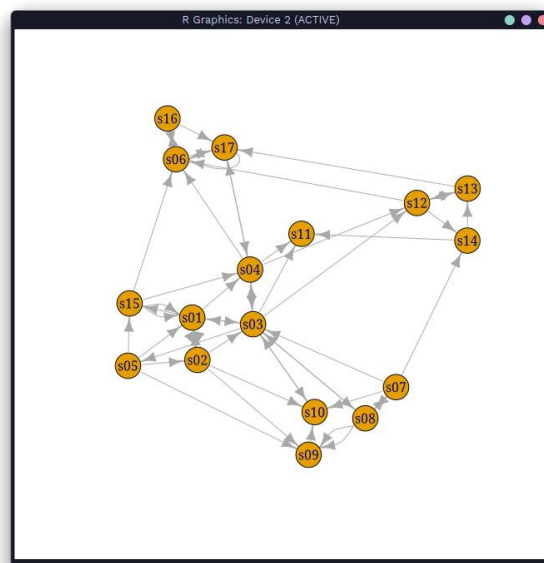 R Graphics: Device 2 (ACTIVE)
s16
s17
s06
s13
s12
s11
s14
s04
s15
s01
s03
s02
s05
s07
s10
s08
s09